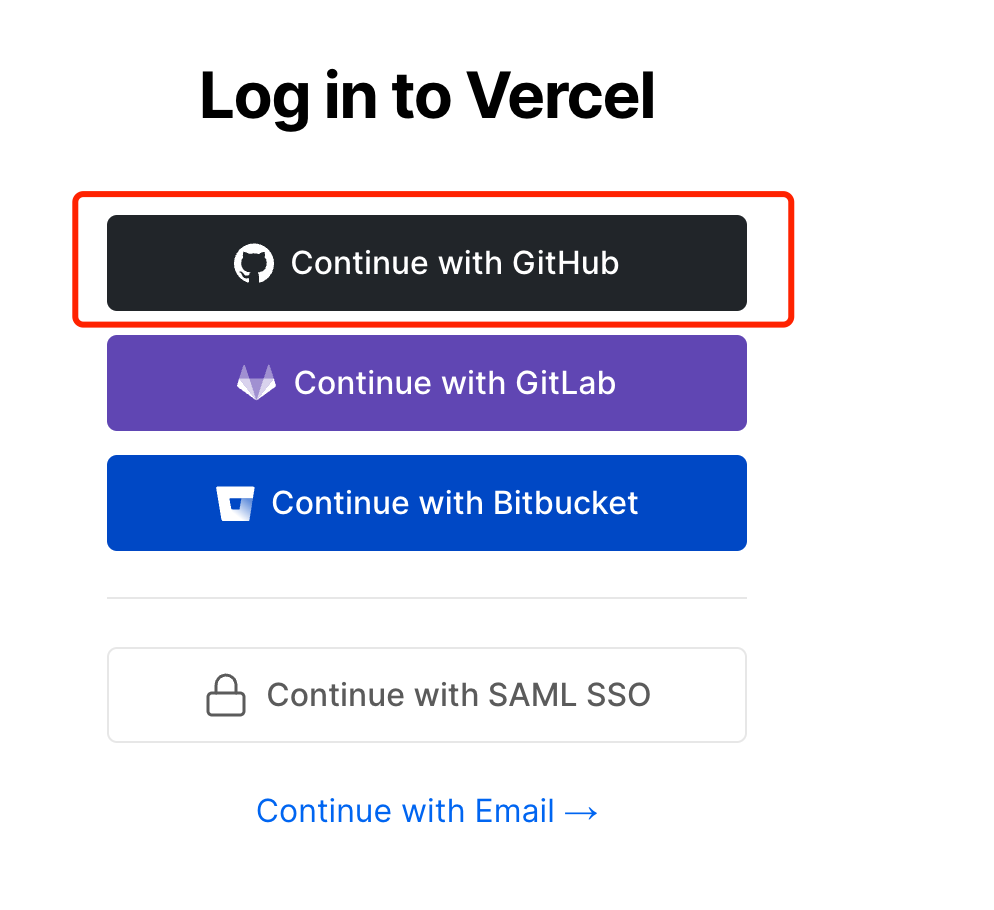 Log in to Vercel
Continue with GitHub
Continue with GitLab
Continue with Bitbucket
Continue with SAML SSO
Continue with Email →